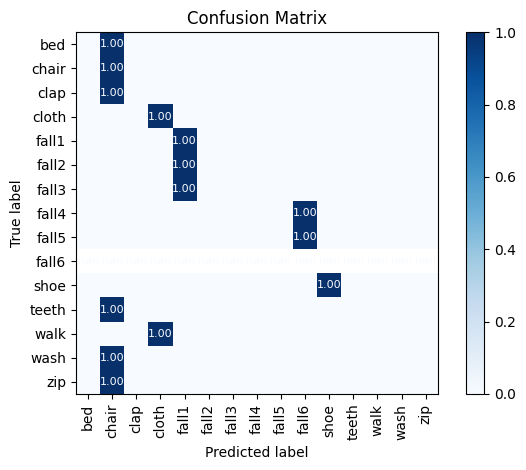 Confusion Matrix
bed 1.00
chair 1.00
clap 1.00
cloth 1.00
fall1 1.00
fall2 1.00
fall3 1.00
fall4 1.00
fall5 1.00
fall6
shoe 1.00
teeth 1.00
walk 1.00
wash 1.00
zip 1.00
True label
bed chair clap cloth fall1 fall2 fall3 fall4 fall5 fall6 shoe teeth walk wash zip
Predicted label
1.0
0.8
0.6
0.4
0.2
0.0